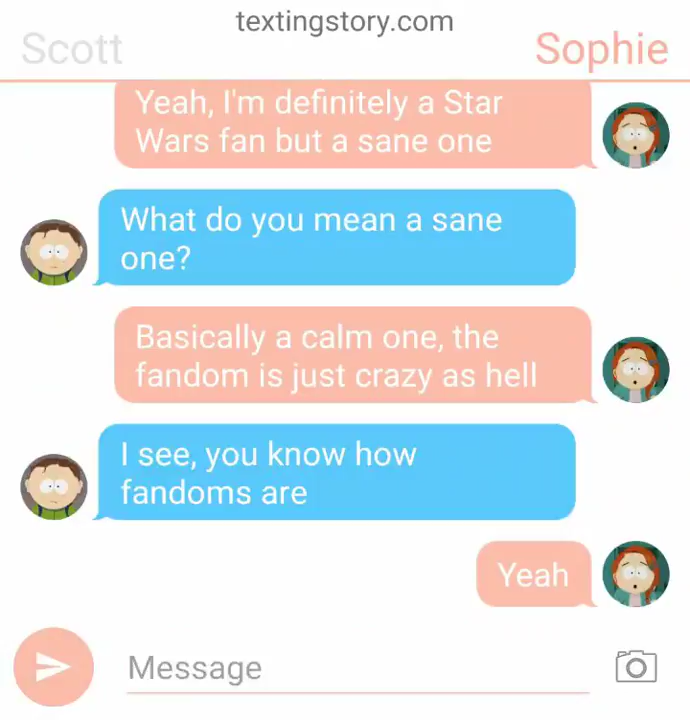 textingstory.com
Scott
Sophie
Yeah, I'm definitely a Star
Wars fan but a sane one
What do you mean a sane
one?
Basically a calm one, the
fandom is just crazy as hell
I see, you know how
fandoms are
Yeah
Message